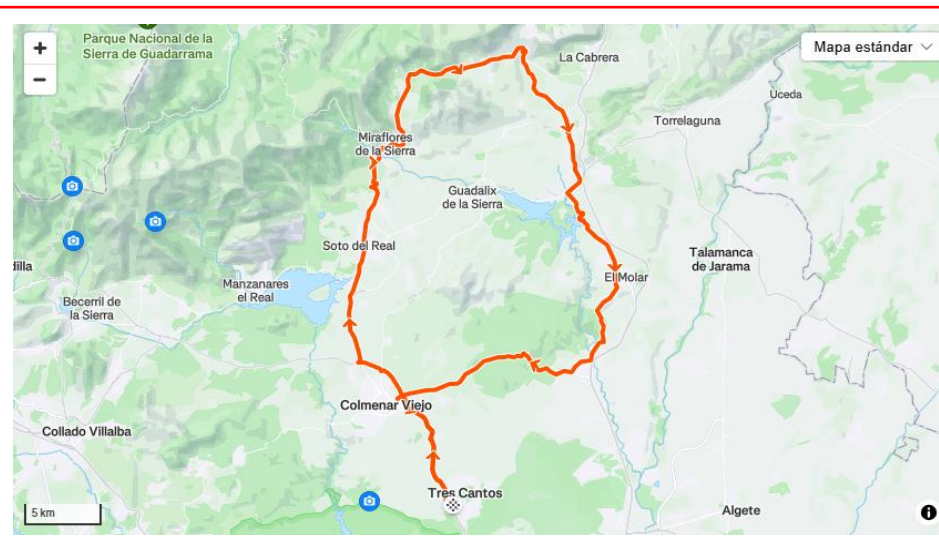 Parque Nacional de la
Sierra de Guadarrama
+
−
La Cabrera
Mapa estándar
Uceda
Torrelaguna
Miraflores
de la Sierra
Guadalix
de la Sierra
Soto del Real
Talamanca
de Jarama
dilla
El Molar
Manzanares
el Real
Becerril de
la Sierra
Colmenar Viejo
Collado Villalba
Tres Cantos
5 km
Algete